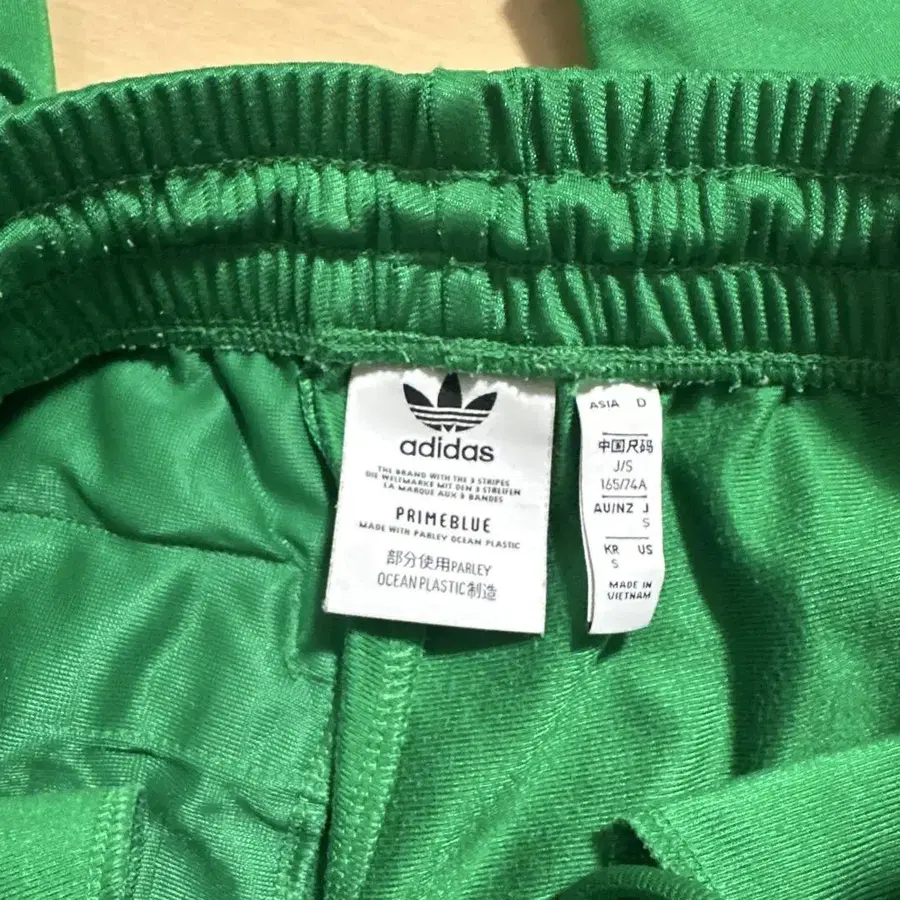 adidas
THE BRAND WITH THE 3 STRIPES
DIE WELTMARKE MIT DEN 3 STREIFEN
LA MARQUE AUX 3 BANDES
PRIMEBLUE
MADE WITH PARLEY OCEAN PLASTIC
部分使用PARLEY
OCEAN PLASTIC制造
ASIA D
中国尺码
J/S
165/74A
AU/NZ J
S
KR US
S
MADE IN
VIETNAM